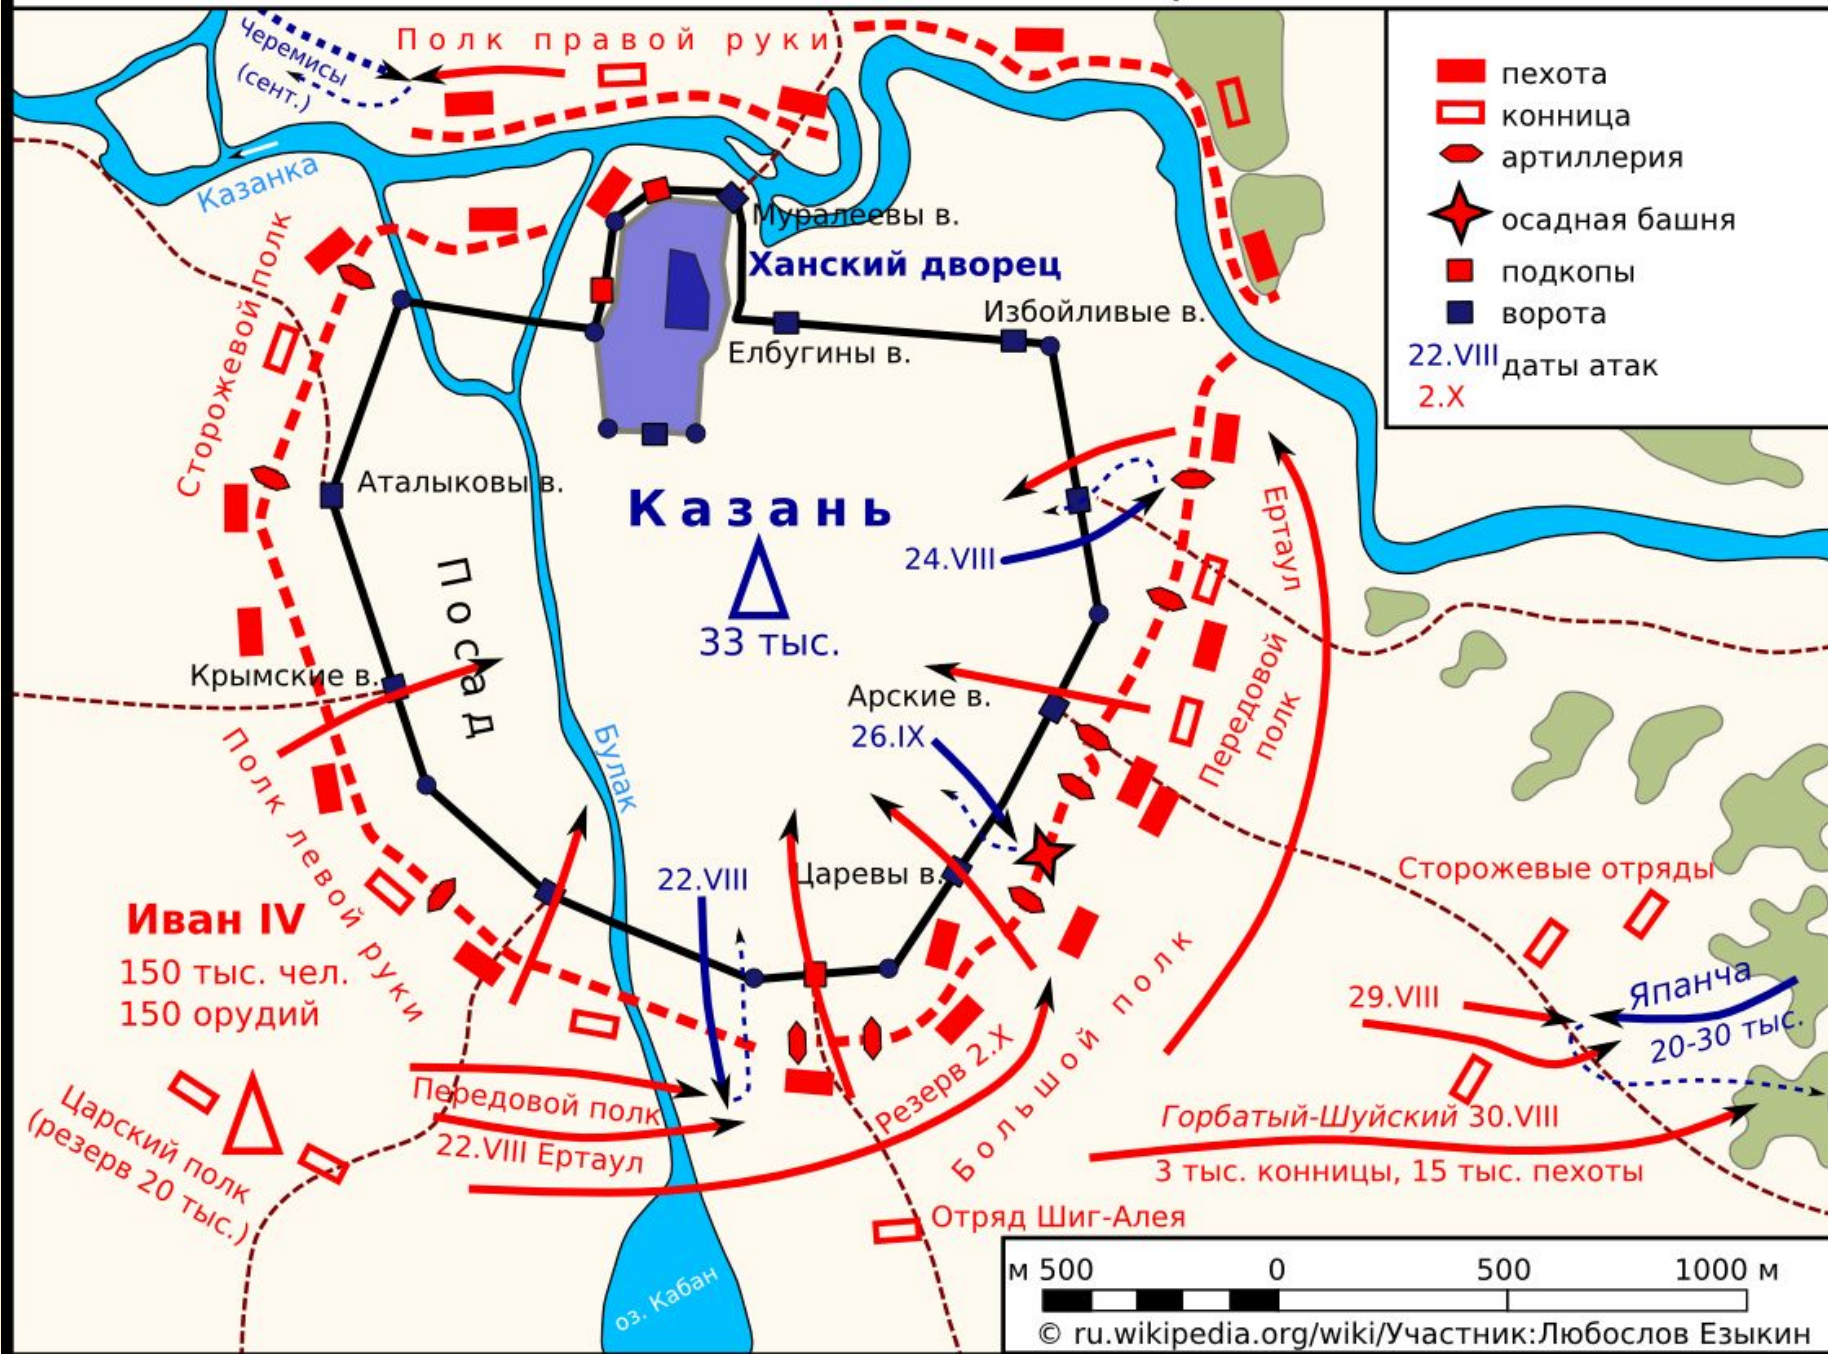 Черемисы
(сент.)
Полк правой руки
Казанка
Сторожевой полк
Муралеевы в.
Ханский дворец
Избойливые в.
Елбугины в.
Аталыковы в.
Казань
33 тыс.
24.VIII
Ертаул
Посад
Крымские в.
Арские в.
26.IX
Передовой
полк
Булак
Полк левой руки
22.VIII
Царевы в.
Иван IV
150 тыс. чел.
150 орудий
Сторожевые отряды
29.VIII
Япанча
20-30 тыс.
Передовой полк
22.VIII Ертаул
Резерв 2.X
Большой полк
Царский полк
(резерв 20 тыс.)
Горбатый-Шуйский 30.VIII
3 тыс. конницы, 15 тыс. пехоты
Отряд Шиг-Алея
оз. Кабан
пехота
конница
артиллерия
осадная башня
подкопы
ворота
22.VIII даты атак
2.X
м 500 0 500 1000 м
© ru.wikipedia.org/wiki/Участник:Любослов Езыкин